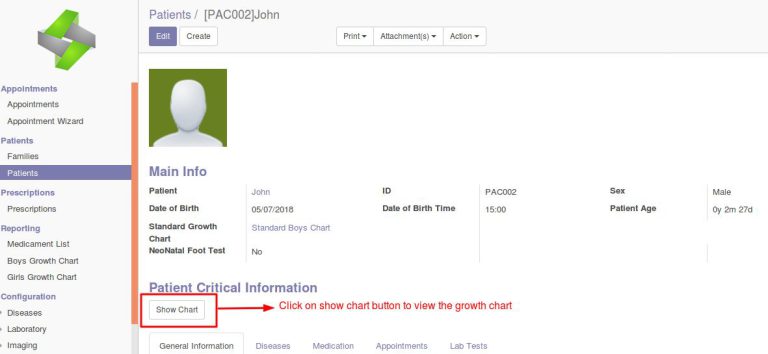 Patients / [PAC002]John
Edit Create Print Attachment(s) Action
Appointments
Appointments
Appointment Wizard
Patients
Families
Patients
Prescriptions
Prescriptions
Reporting
Medicament List
Boys Growth Chart
Girls Growth Chart
Configuration
Diseases
Laboratory
Imaging
Main Info
Patient John ID PAC002 Sex Male
Date of Birth 05/07/2018 Date of Birth Time 15:00 Patient Age 0y 2m 27d
Standard Growth Standard Boys Chart
Chart
NeoNatal Foot Test No
Patient Critical Information
Show Chart Click on show chart button to view the growth chart
General Information Diseases Medication Appointments Lab Tests